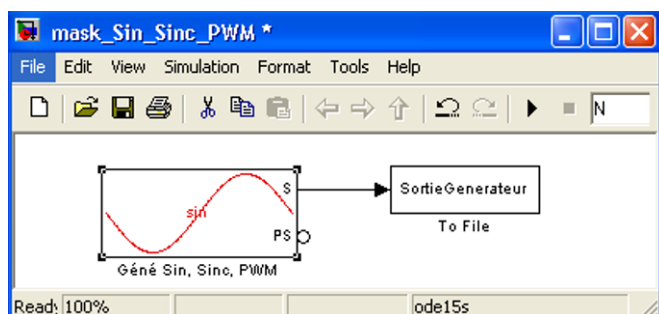 mask_Sin_Sinc_PWM *
File Edit View Simulation Format Tools Help
N
S
sin
PS
Géné Sin, Sinc, PWM
SortieGenerateur
To File
Ready 100% ode15s